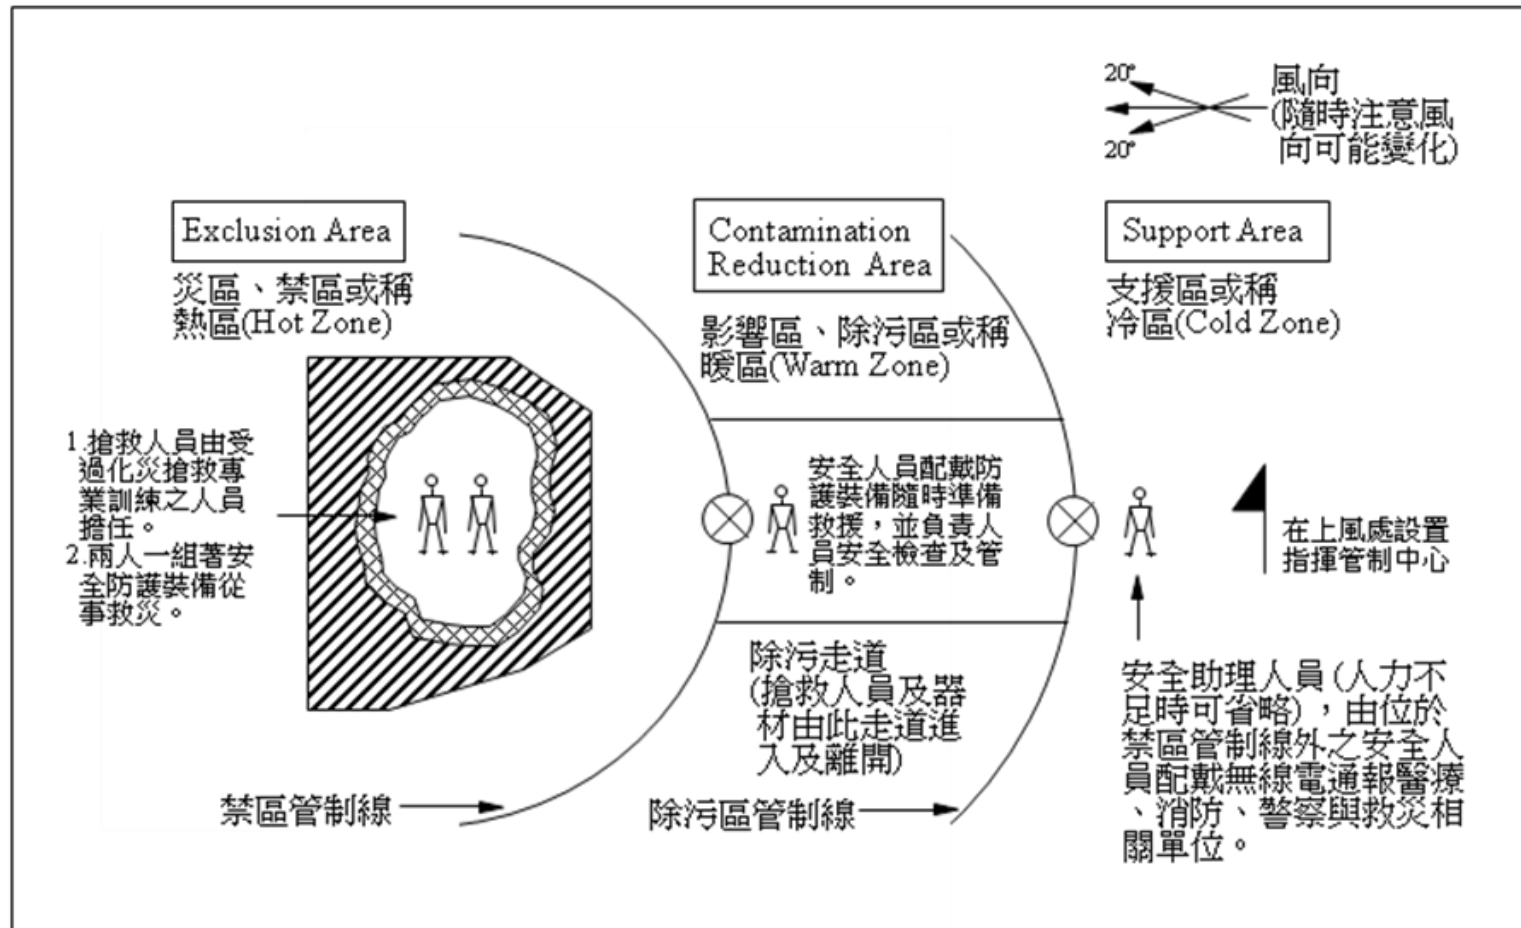 20°
20°
風向
(隨時注意風
向可能變化)
Exclusion Area
災區、禁區或稱
熱區(Hot Zone)
Contamination
Reduction Area
影響區、除污區或稱
暖區(Warm Zone)
Support Area
支援區或稱
冷區(Cold Zone)
1.搶救人員由受
過化災搶救專
業訓練之人員
擔任。
2.兩人一組著安
全防護裝備從
事救災。
安全人員配戴防
護裝備隨時準備
救援，並負責人
員安全檢查及管
制。
在上風處設置
指揮管制中心
除污走道
(搶救人員及器
材由此走道進
入及離開)
安全助理人員(人力不
足時可省略)，由位於
禁區管制線外之安全人
員配戴無線電通報醫療
、消防、警察與救災相
關單位。
禁區管制線
除污區管制線